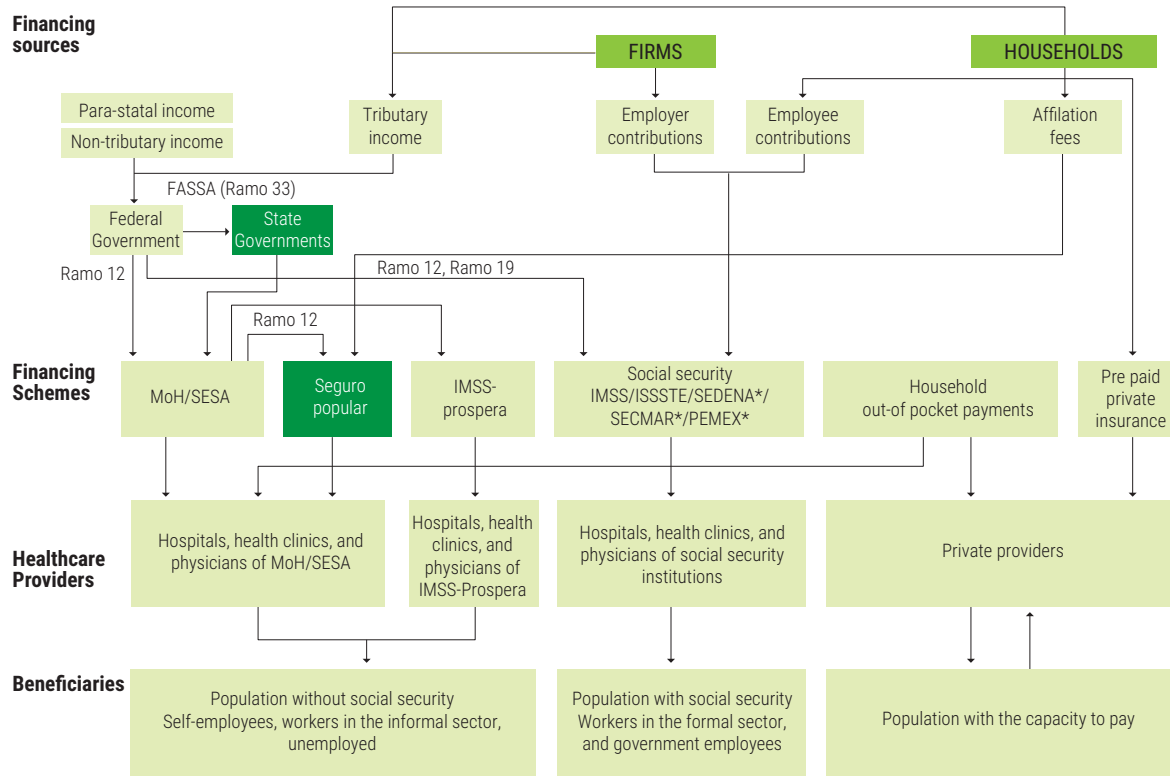 Financing
sources
FIRMS
HOUSEHOLDS
Para-statal income
Non-tributary income
Tributary
income
Employer
contributions
Employee
contributions
Affilation
fees
FASSA (Ramo 33)
Federal
Government
State
Governments
Ramo 12
Ramo 12, Ramo 19
Ramo 12
Financing
Schemes
MoH/SESA
Seguro
popular
IMSS-
prospera
Social security
IMSS/ISSSTE/SEDENA*/
SECMAR*/PEMEX*
Household
out-of pocket payments
Pre paid
private
insurance
Healthcare
Providers
Hospitals, health clinics, and
physicians of MoH/SESA
Hospitals, health
clinics, and
physicians of
IMSS-Prospera
Hospitals, health clinics, and
physicians of social security
institutions
Private providers
Beneficiaries
Population without social security
Self-employees, workers in the informal sector,
unemployed
Population with social security
Workers in the formal sector,
and government employees
Population with the capacity to pay